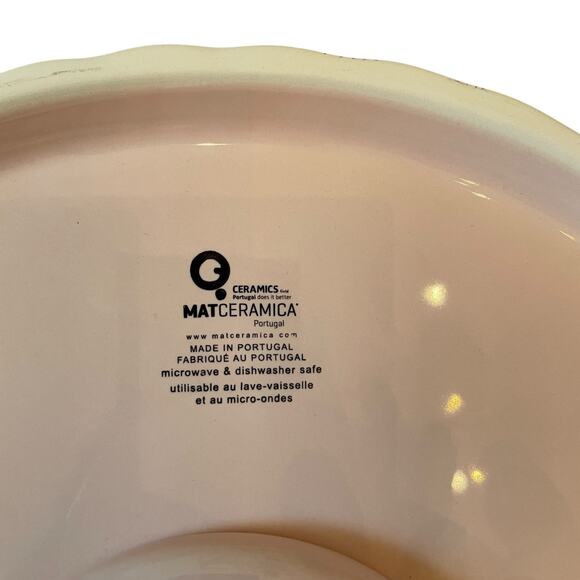 CERAMICS field
Portugal does it better
MATCERAMICA
Portugal
www matceramica com
MADE IN PORTUGAL
FABRIQUÉ AU PORTUGAL
microwave & dishwasher safe
utilisable au lave-vaisselle
et au micro-ondes